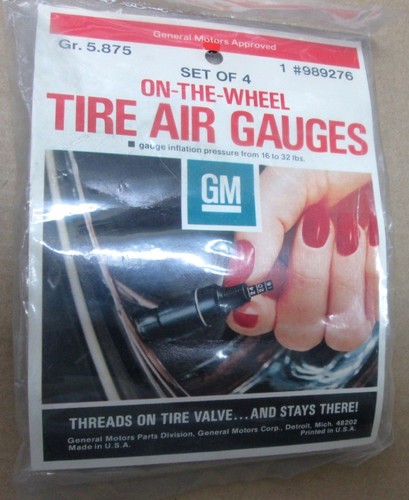 General Motors Approved
Gr. 5.875
SET OF 4
1 #989276
ON-THE-WHEEL
TIRE AIR GAUGES
■ gauge inflation pressure from 16 to 32 lbs.
GM
THREADS ON TIRE VALVE...AND STAYS THERE!
General Motors Parts Division, General Motors Corp., Detroit, Mich. 48202
Made in U.S.A.
Printed in U.S.A.